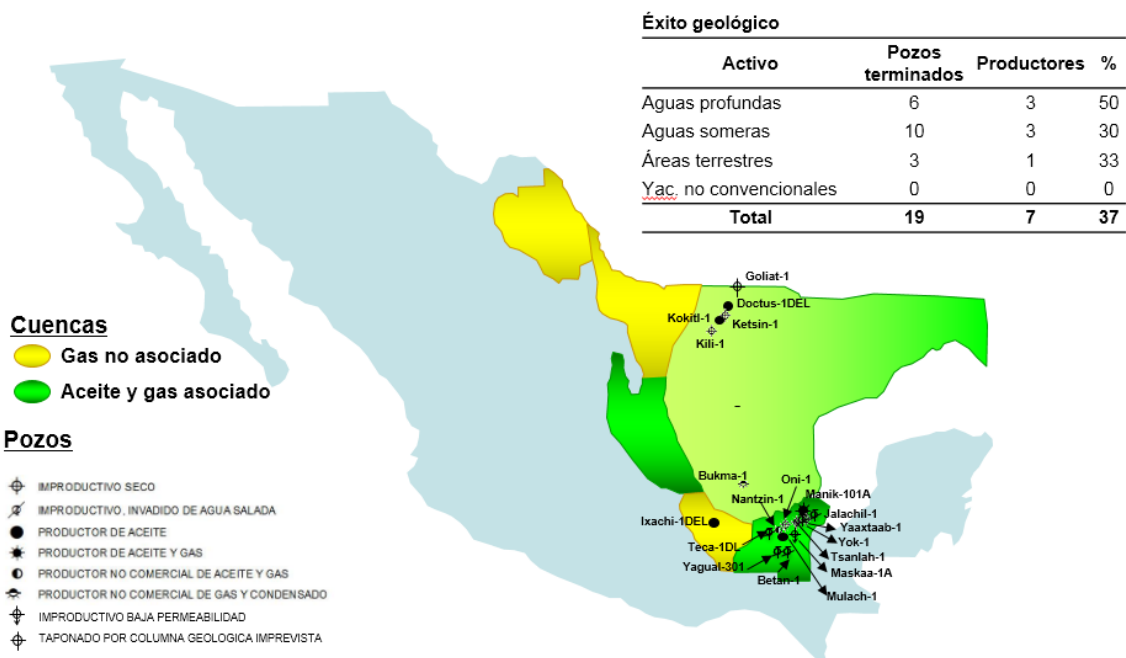 Éxito geológico
Activo Pozos terminados Productores %
Aguas profundas 6 3 50
Aguas someras 10 3 30
Áreas terrestres 3 1 33
Yac. no convencionales 0 0 0
Total 19 7 37
Goliat-1
Doctus-1DEL
Kokitl-1
Ketsin-1
Kili-1
Cuencas
Gas no asociado
Aceite y gas asociado
Pozos
IMPRODUCTIVO SECO
IMPRODUCTIVO, INVADIDO DE AGUA SALADA
PRODUCTOR DE ACEITE
PRODUCTOR DE ACEITE Y GAS
PRODUCTOR NO COMERCIAL DE ACEITE Y GAS
PRODUCTOR NO COMERCIAL DE GAS Y CONDENSADO
IMPRODUCTIVO BAJA PERMEABILIDAD
TAPONADO POR COLUMNA GEOLOGICA IMPREVISTA
Bukma-1
Oni-1
Nantzin-1
Manik-101A
Ixachi-1DEL
Jalachil-1
Yaaxtaab-1
Teca-1DL
Yok-1
Tsanlah-1
Yagual-301
Maskaa-1A
Betan-1
Mulach-1